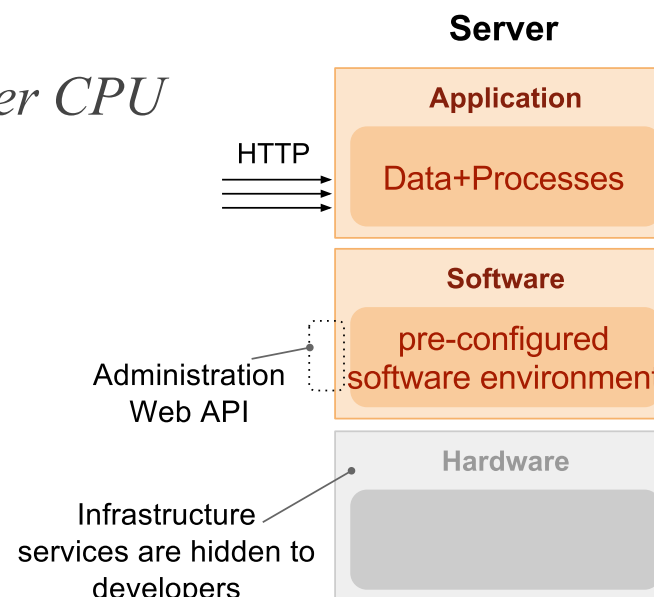 Server
er CPU
Application
HTTP
Data+Processes
Software
pre-configured
software environment
Administration
Web API
Hardware
Infrastructure
services are hidden to
developers